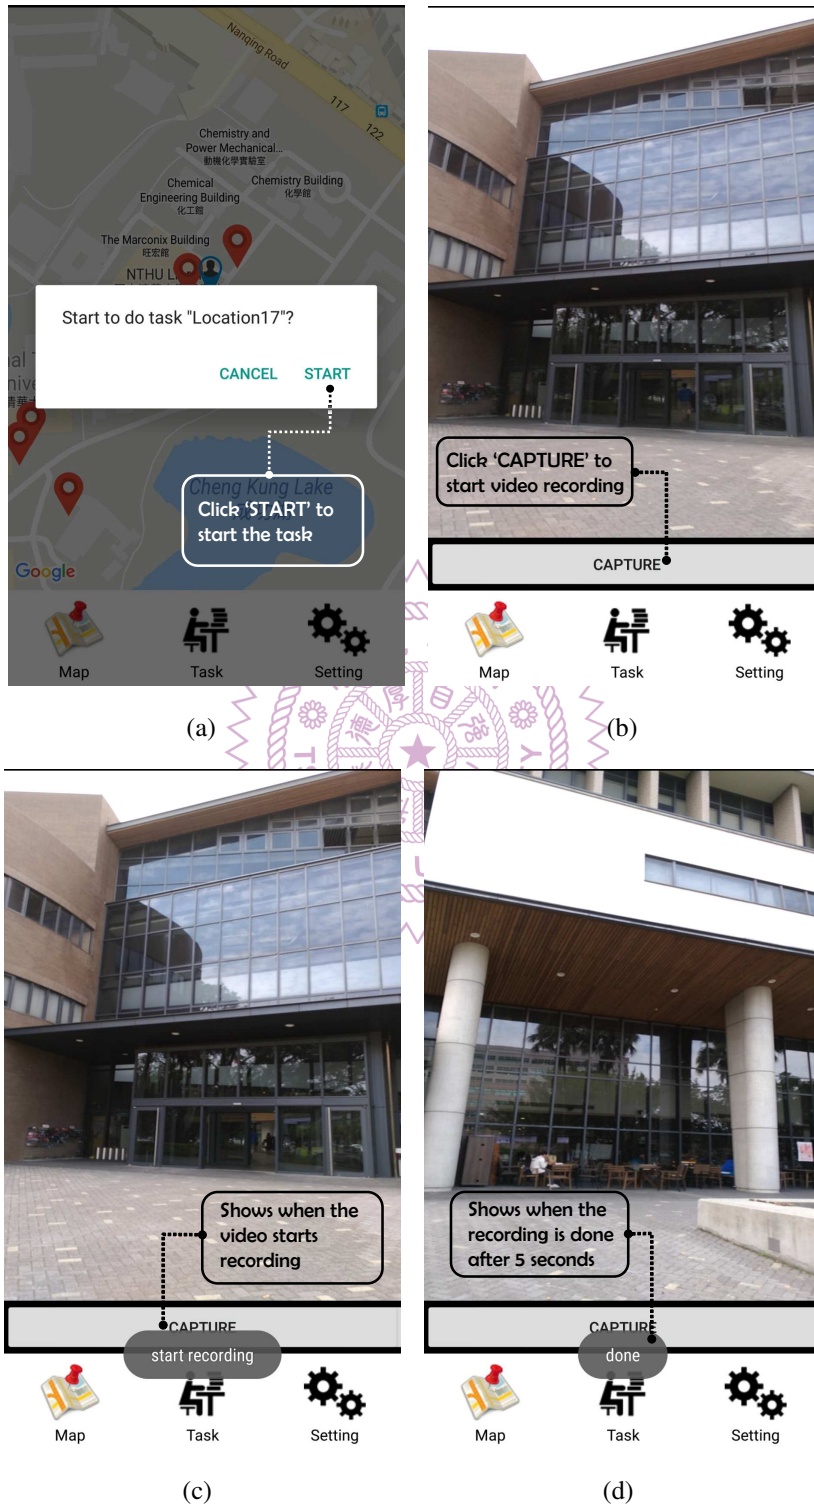 Nanqing Road
117
122
Chemistry and
Power Mechanical...
動機化學實驗室
Chemical
Engineering Building
化工館
Chemistry Building
化學館
The Marconix Building
旺宏館
NTHU
Start to do task "Location17"?
CANCEL START
Cheng Kung Lake
Click ‘START’ to
start the task
Google
Map Task Setting
(a)
Click ‘CAPTURE’ to
start video recording
CAPTURE
Map Task Setting
(b)
Shows when the
video starts
recording
CAPTURE
start recording
Map Task Setting
(c)
Shows when the
recording is done
after 5 seconds
CAPTURE
done
Map Task Setting
(d)